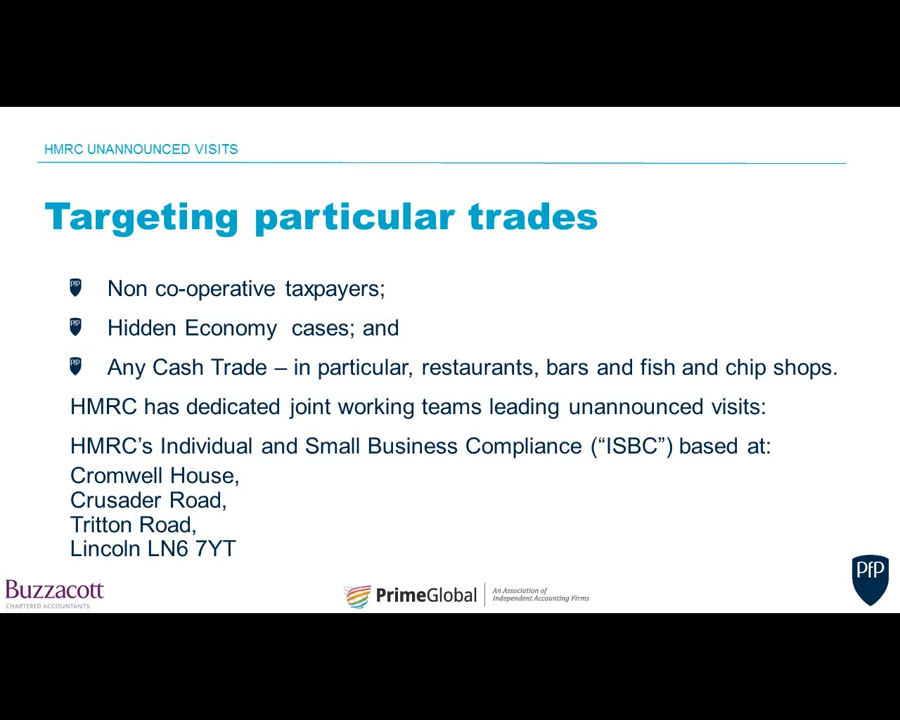 HMRC UNANNOUNCED VISITS
Targeting particular trades
PfP Non co-operative taxpayers;
PfP Hidden Economy cases; and
PfP Any Cash Trade – in particular, restaurants, bars and fish and chip shops.
HMRC has dedicated joint working teams leading unannounced visits:
HMRC’s Individual and Small Business Compliance (“ISBC”) based at:
Cromwell House,
Crusader Road,
Tritton Road,
Lincoln LN6 7YT
Buzzacott
CHARTERED ACCOUNTANTS
PrimeGlobal
An Association of
Independent Accounting Firms
PfP